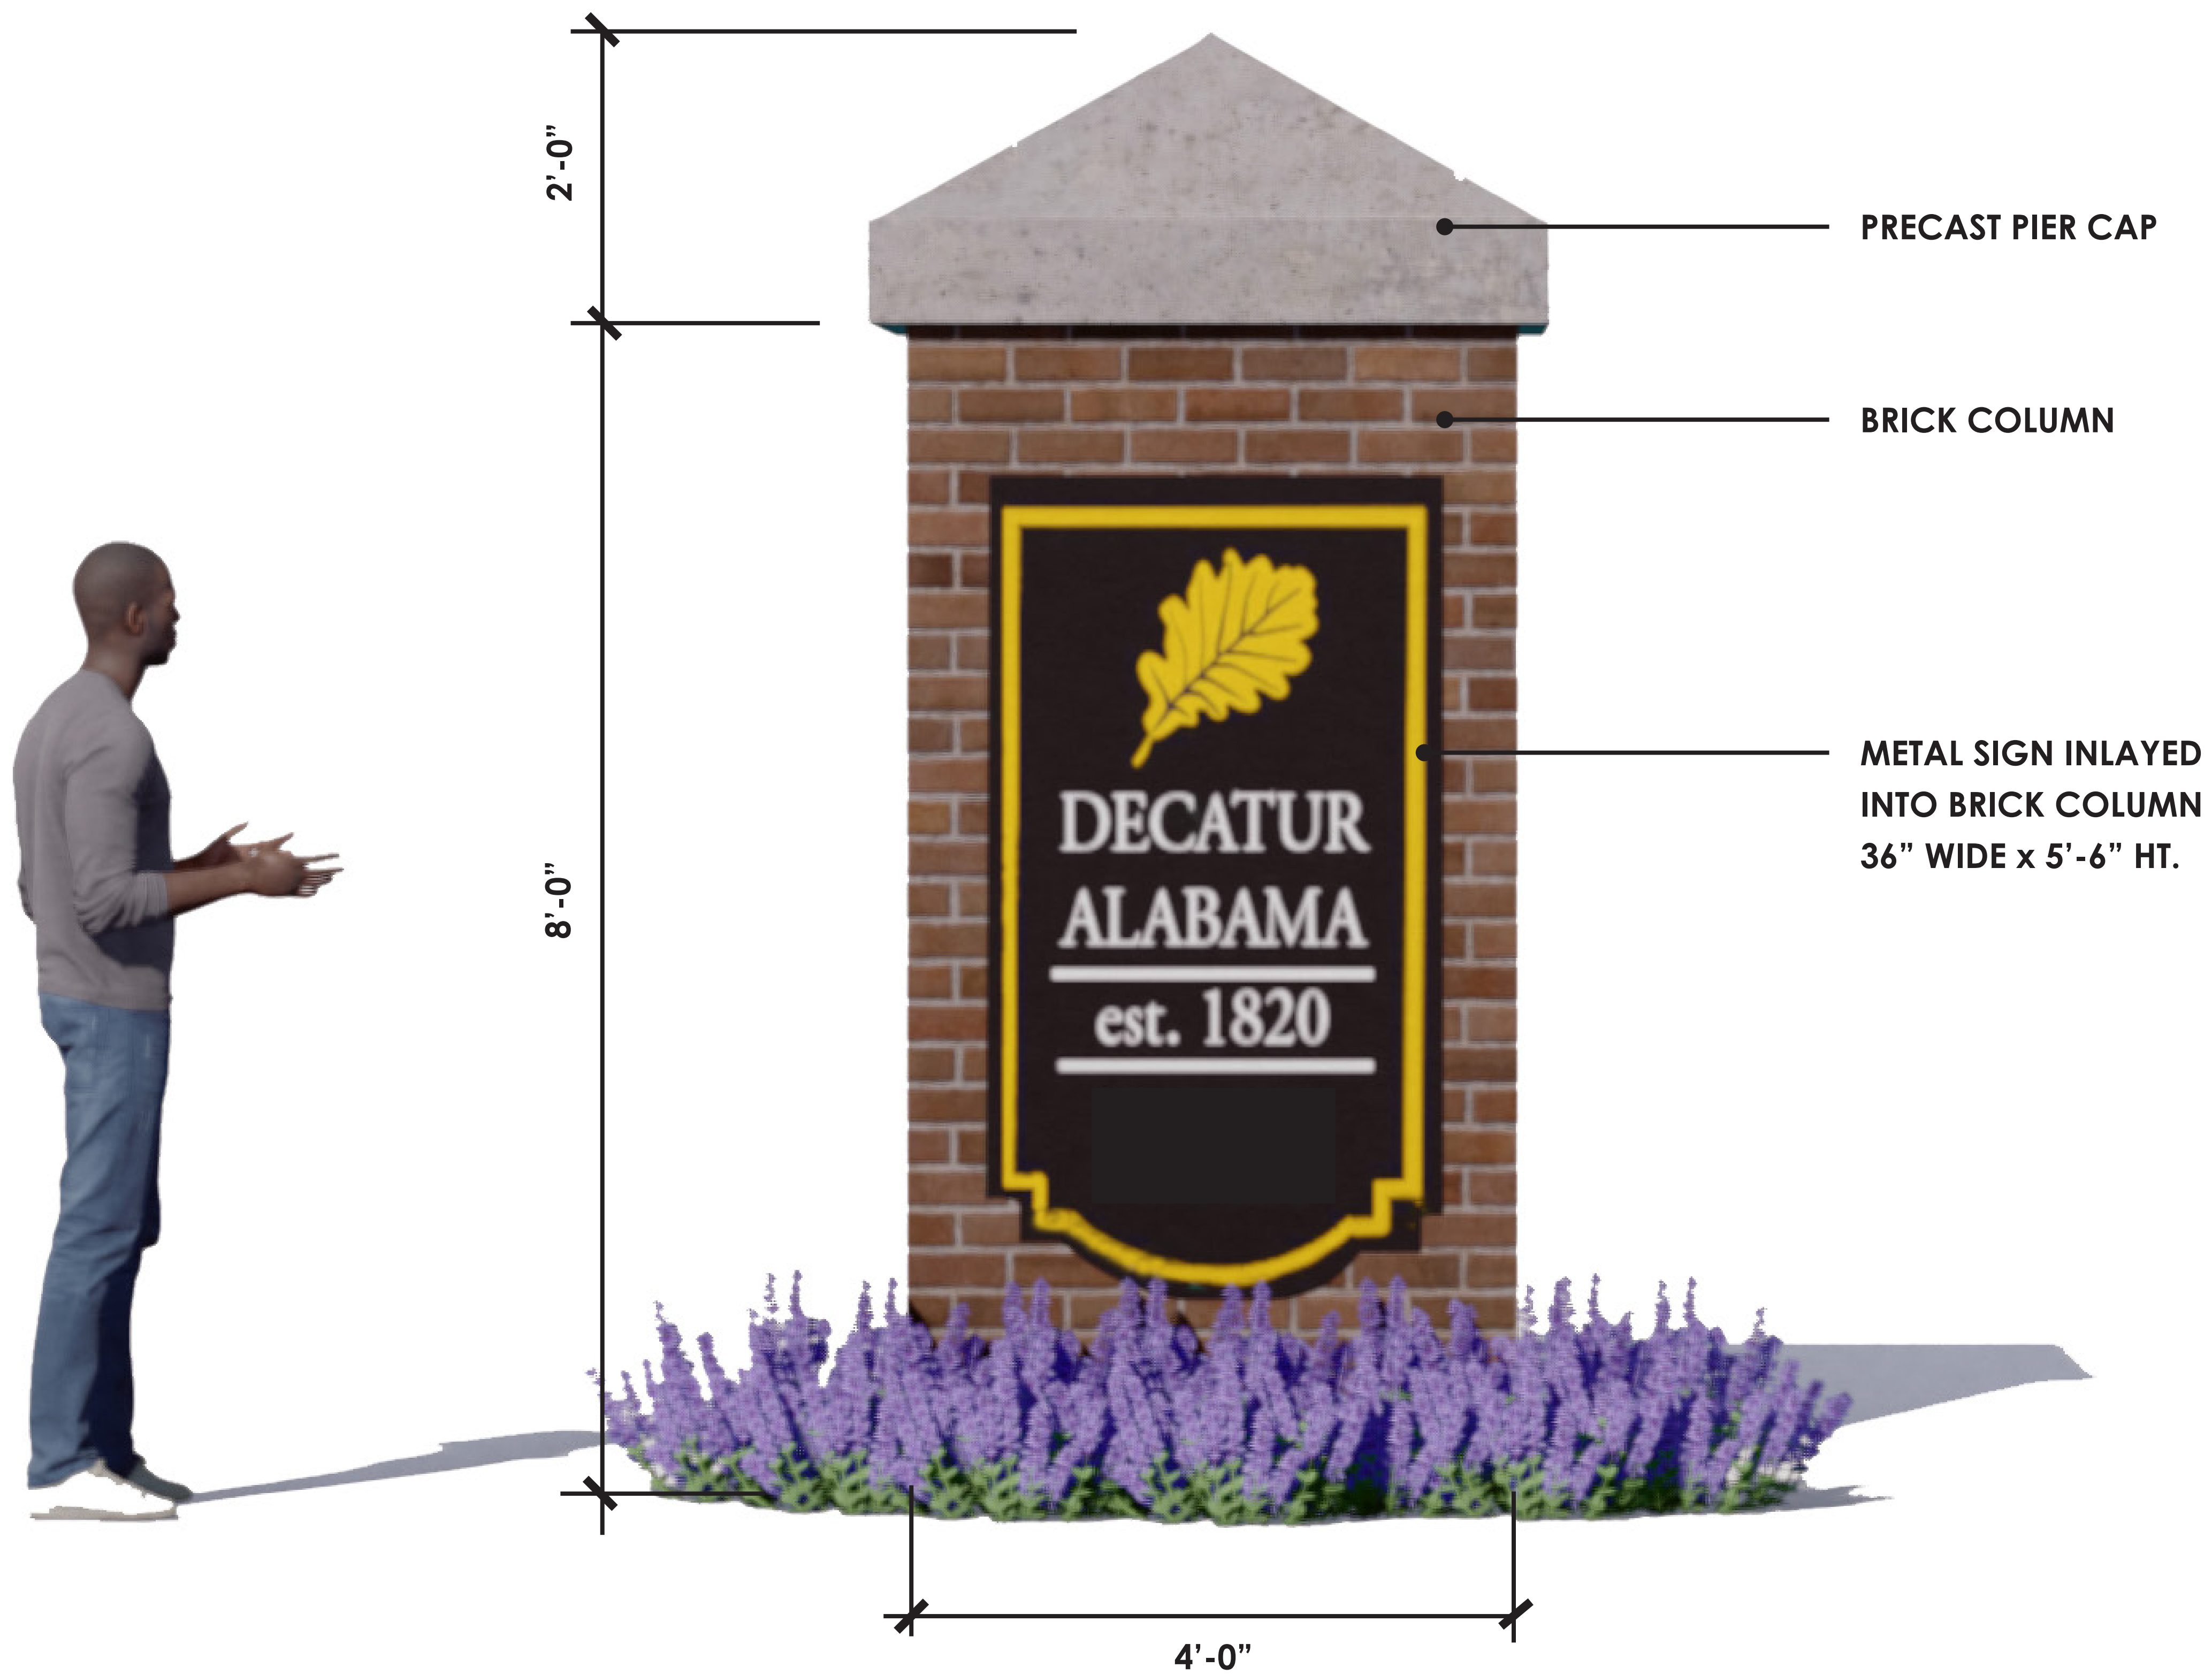 2’-0”
PRECAST PIER CAP
BRICK COLUMN
METAL SIGN INLAYED
INTO BRICK COLUMN
36” WIDE x 5’-6” HT.
8’-0”
DECATUR
ALABAMA
est. 1820
4’-0”